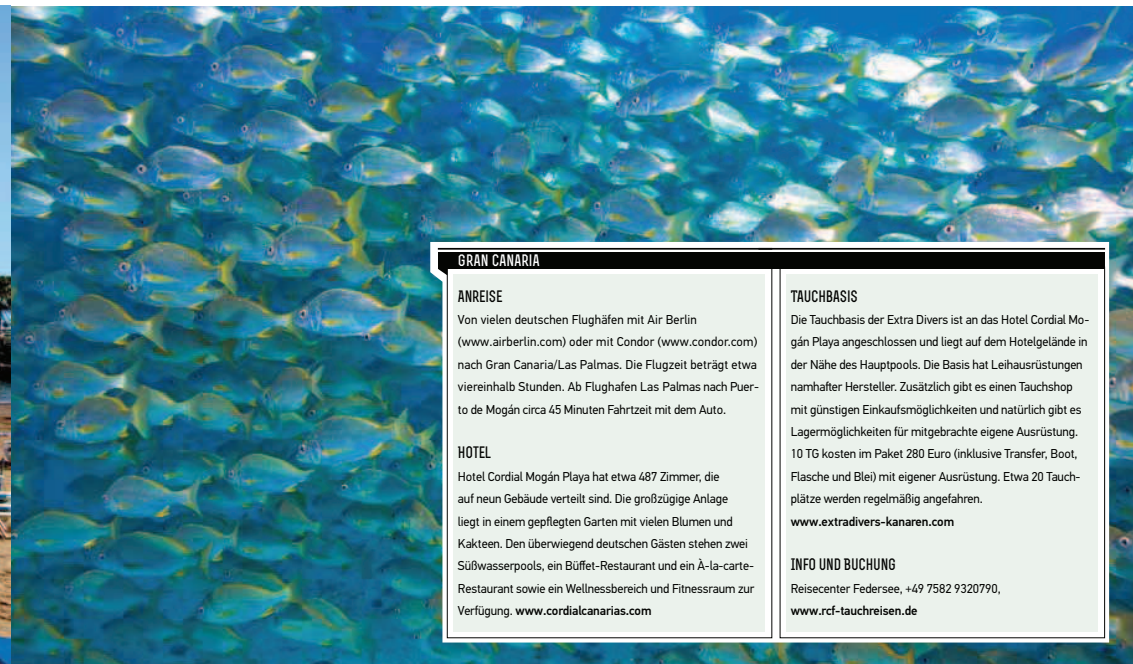 GRAN CANARIA
ANREISE
Von vielen deutschen Flughäfen mit Air Berlin
(www.airberlin.com) oder mit Condor (www.condor.com)
nach Gran Canaria/Las Palmas. Die Flugzeit beträgt etwa
viereinhalb Stunden. Ab Flughafen Las Palmas nach Puer-
to de Mogán circa 45 Minuten Fahrtzeit mit dem Auto.
HOTEL
Hotel Cordial Mogán Playa hat etwa 487 Zimmer, die
auf neun Gebäude verteilt sind. Die großzügige Anlage
liegt in einem gepflegten Garten mit vielen Blumen und
Kakteen. Den überwiegend deutschen Gästen stehen zwei
Süßwasserpools, ein Büffet-Restaurant und ein À-la-carte-
Restaurant sowie ein Wellnessbereich und Fitnessraum zur
Verfügung. www.cordialcanarias.com
TAUCHBASIS
Die Tauchbasis der Extra Divers ist an das Hotel Cordial Mo-
gán Playa angeschlossen und liegt auf dem Hotelgelände in
der Nähe des Hauptpools. Die Basis hat Leihausrüstungen
namhafter Hersteller. Zusätzlich gibt es einen Tauchshop
mit günstigen Einkaufsmöglichkeiten und natürlich gibt es
Lagermöglichkeiten für mitgebrachte eigene Ausrüstung.
10 TG kosten im Paket 280 Euro (inklusive Transfer, Boot,
Flasche und Blei) mit eigener Ausrüstung. Etwa 20 Tauch-
plätze werden regelmäßig angefahren.
www.extradivers-kanaren.com
INFO UND BUCHUNG
Reisecenter Federsee, +49 7582 9320790,
www.rcf-tauchreisen.de